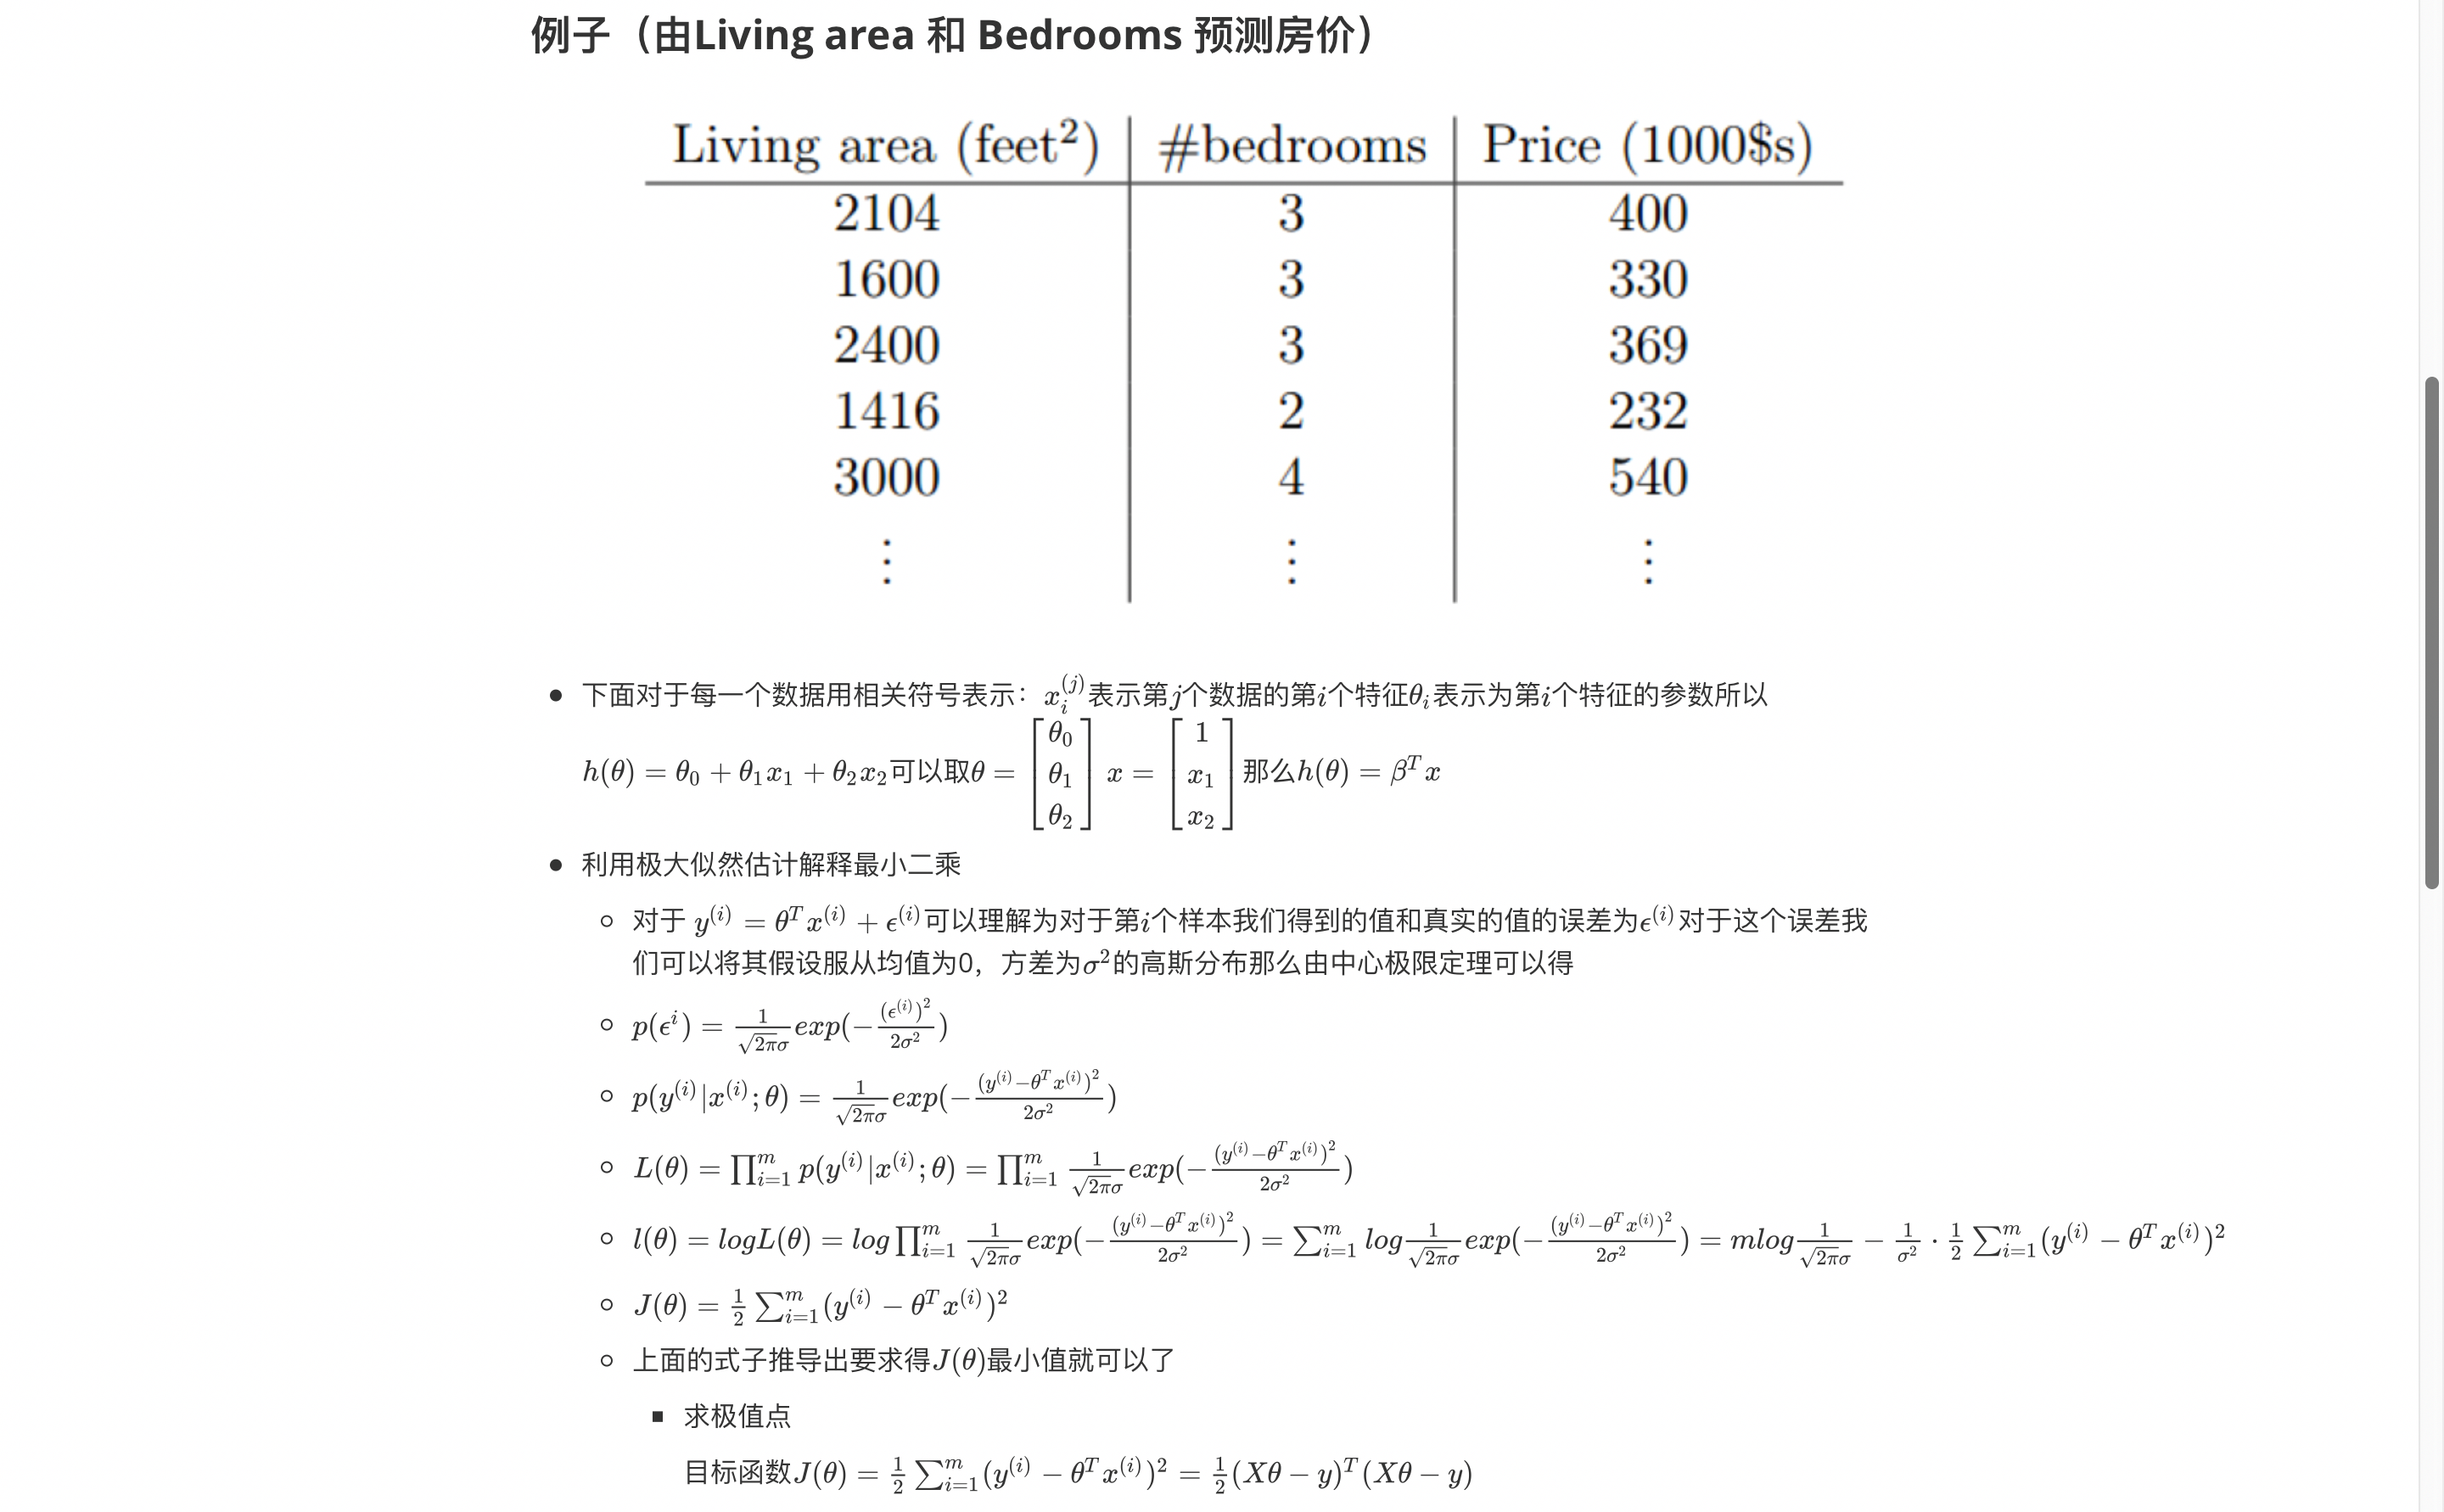 例子（由Living area 和 Bedrooms 预测房价）
Living area (feet²) | #bedrooms | Price (1000$s)
2104 | 3 | 400
1600 | 3 | 330
2400 | 3 | 369
1416 | 2 | 232
3000 | 4 | 540
⋮ | ⋮ | ⋮
• 下面对于每一个数据用相关符号表示：$x_i^{(j)}$表示第$j$个数据的第$i$个特征$\theta_i$表示为第$i$个特征的参数所以
$h(\theta) = \theta_0 + \theta_1 x_1 + \theta_2 x_2$可以取$\theta = \begin{bmatrix} \theta_0 \\ \theta_1 \\ \theta_2 \end{bmatrix}$ $x = \begin{bmatrix} 1 \\ x_1 \\ x_2 \end{bmatrix}$那么$h(\theta) = \beta^T x$
• 利用极大似然估计解释最小二乘
◦ 对于 $y^{(i)} = \theta^T x^{(i)} + \epsilon^{(i)}$可以理解为对于第$i$个样本我们得到的值和真实的值的误差为$\epsilon^{(i)}$对于这个误差我
们可以将其假设服从均值为0，方差为$\sigma^2$的高斯分布那么由中心极限定理可以得
◦ $p(\epsilon^i) = \frac{1}{\sqrt{2\pi}\sigma} exp(-\frac{(\epsilon^{(i)})^2}{2\sigma^2})$
◦ $p(y^{(i)}|x^{(i)};\theta) = \frac{1}{\sqrt{2\pi}\sigma} exp(-\frac{(y^{(i)}-\theta^T x^{(i)})^2}{2\sigma^2})$
◦ $L(\theta) = \prod_{i=1}^m p(y^{(i)}|x^{(i)};\theta) = \prod_{i=1}^m \frac{1}{\sqrt{2\pi}\sigma} exp(-\frac{(y^{(i)}-\theta^T x^{(i)})^2}{2\sigma^2})$
◦ $l(\theta) = logL(\theta) = log\prod_{i=1}^m \frac{1}{\sqrt{2\pi}\sigma} exp(-\frac{(y^{(i)}-\theta^T x^{(i)})^2}{2\sigma^2}) = \sum_{i=1}^m log\frac{1}{\sqrt{2\pi}\sigma} exp(-\frac{(y^{(i)}-\theta^T x^{(i)})^2}{2\sigma^2}) = mlog\frac{1}{\sqrt{2\pi}\sigma} - \frac{1}{\sigma^2} \cdot \frac{1}{2}\sum_{i=1}^m (y^{(i)} - \theta^T x^{(i)})^2$
◦ $J(\theta) = \frac{1}{2}\sum_{i=1}^m (y^{(i)} - \theta^T x^{(i)})^2$
◦ 上面的式子推导出要求得$J(\theta)$最小值就可以了
▪ 求极值点
目标函数$J(\theta) = \frac{1}{2}\sum_{i=1}^m (y^{(i)} - \theta^T x^{(i)})^2 = \frac{1}{2}(X\theta - y)^T(X\theta - y)$